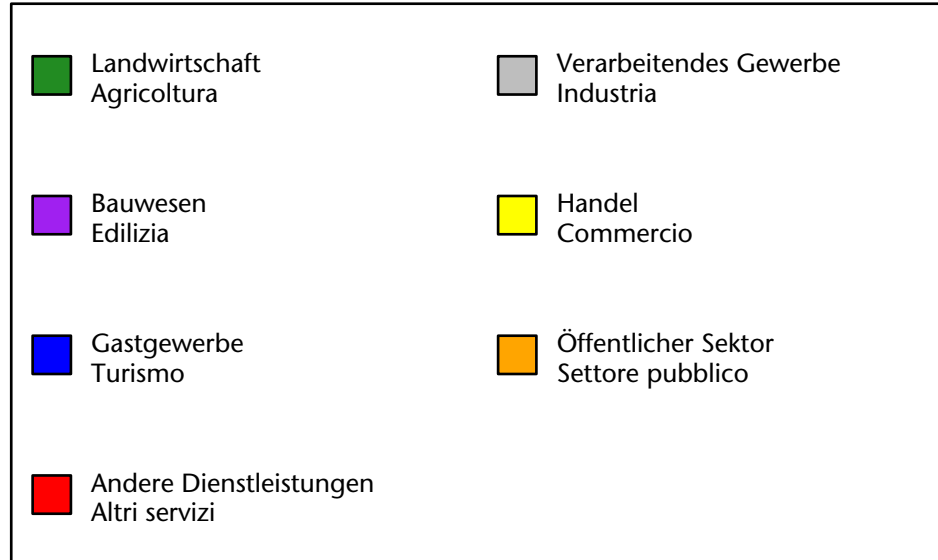 Landwirtschaft
Agricoltura
Verarbeitendes Gewerbe
Industria
Bauwesen
Edilizia
Handel
Commercio
Gastgewerbe
Turismo
Öffentlicher Sektor
Settore pubblico
Andere Dienstleistungen
Altri servizi